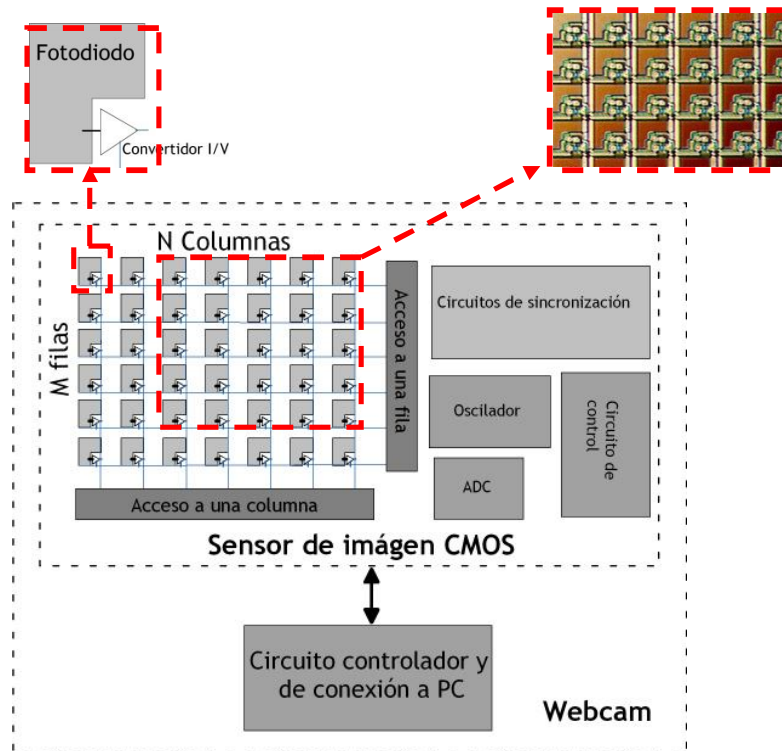 Fotodiodo
Convertidor I/V
N Columnas
M filas
Acceso a una fila
Circuitos de sincronización
Oscilador
Circuito de
control
ADC
Acceso a una columna
Sensor de imágen CMOS
Circuito controlador y
de conexión a PC
Webcam